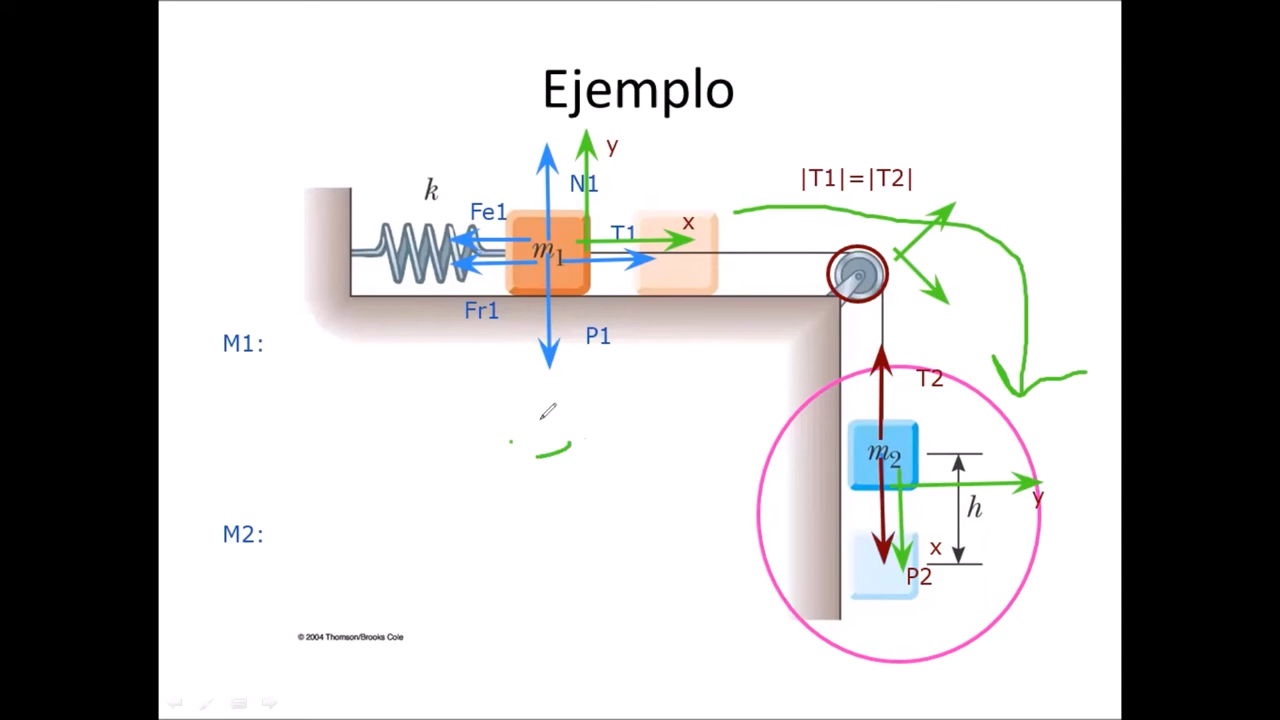 Ejemplo
y
|T1|=|T2|
k
N1
Fe1
x
T1
m1
Fr1
P1
M1:
T2
m2
y
h
M2:
x
P2
© 2004 Thomson/Brooks Cole